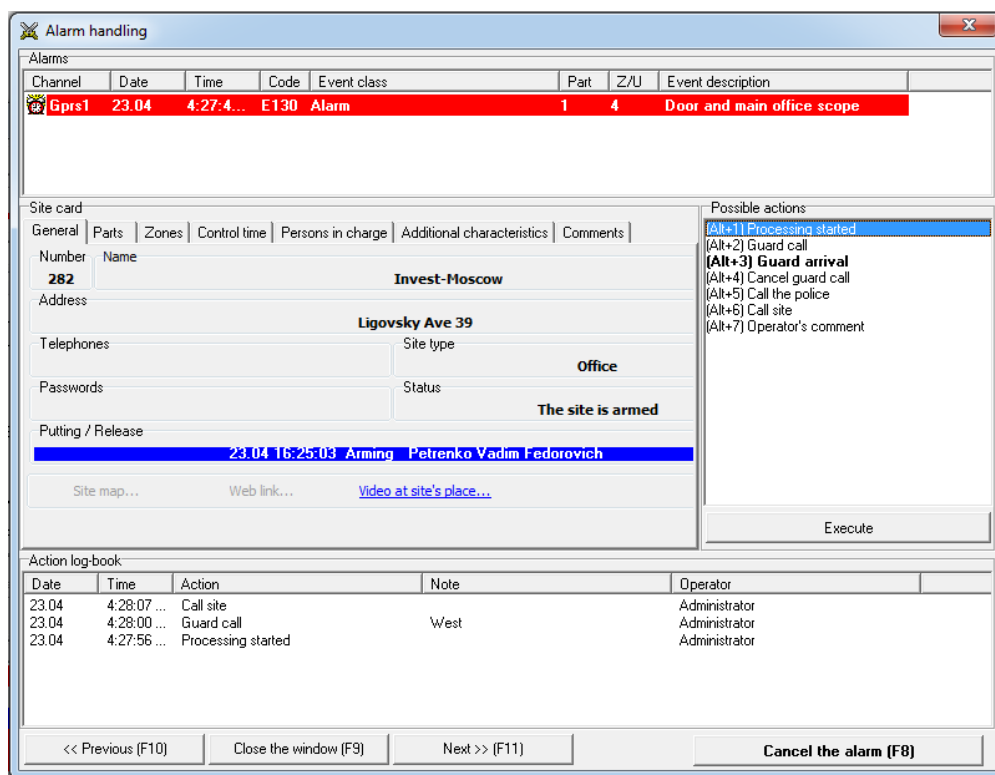 Alarm handling
Alarms
Channel Date Time Code Event class Part Z/U Event description
Gprs1 23.04 4:27:4... E130 Alarm 1 4 Door and main office scope
Site card
General Parts Zones Control time Persons in charge Additional characteristics Comments
Number Name
282 Invest-Moscow
Address
Ligovsky Ave 39
Telephones Site type
Office
Passwords Status
The site is armed
Putting / Release
23.04 16:25:03 Arming Petrenko Vadim Fedorovich
Site map... Web link... Video at site's place...
Possible actions
(Alt+1) Processing started
(Alt+2) Guard call
(Alt+3) Guard arrival
(Alt+4) Cancel guard call
(Alt+5) Call the police
(Alt+6) Call site
(Alt+7) Operator's comment
Execute
Action log-book
Date Time Action Note Operator
23.04 4:28:07 ... Call site Administrator
23.04 4:28:00 ... Guard call West Administrator
23.04 4:27:56 ... Processing started Administrator
<< Previous (F10) Close the window (F9) Next >> (F11) Cancel the alarm (F8)